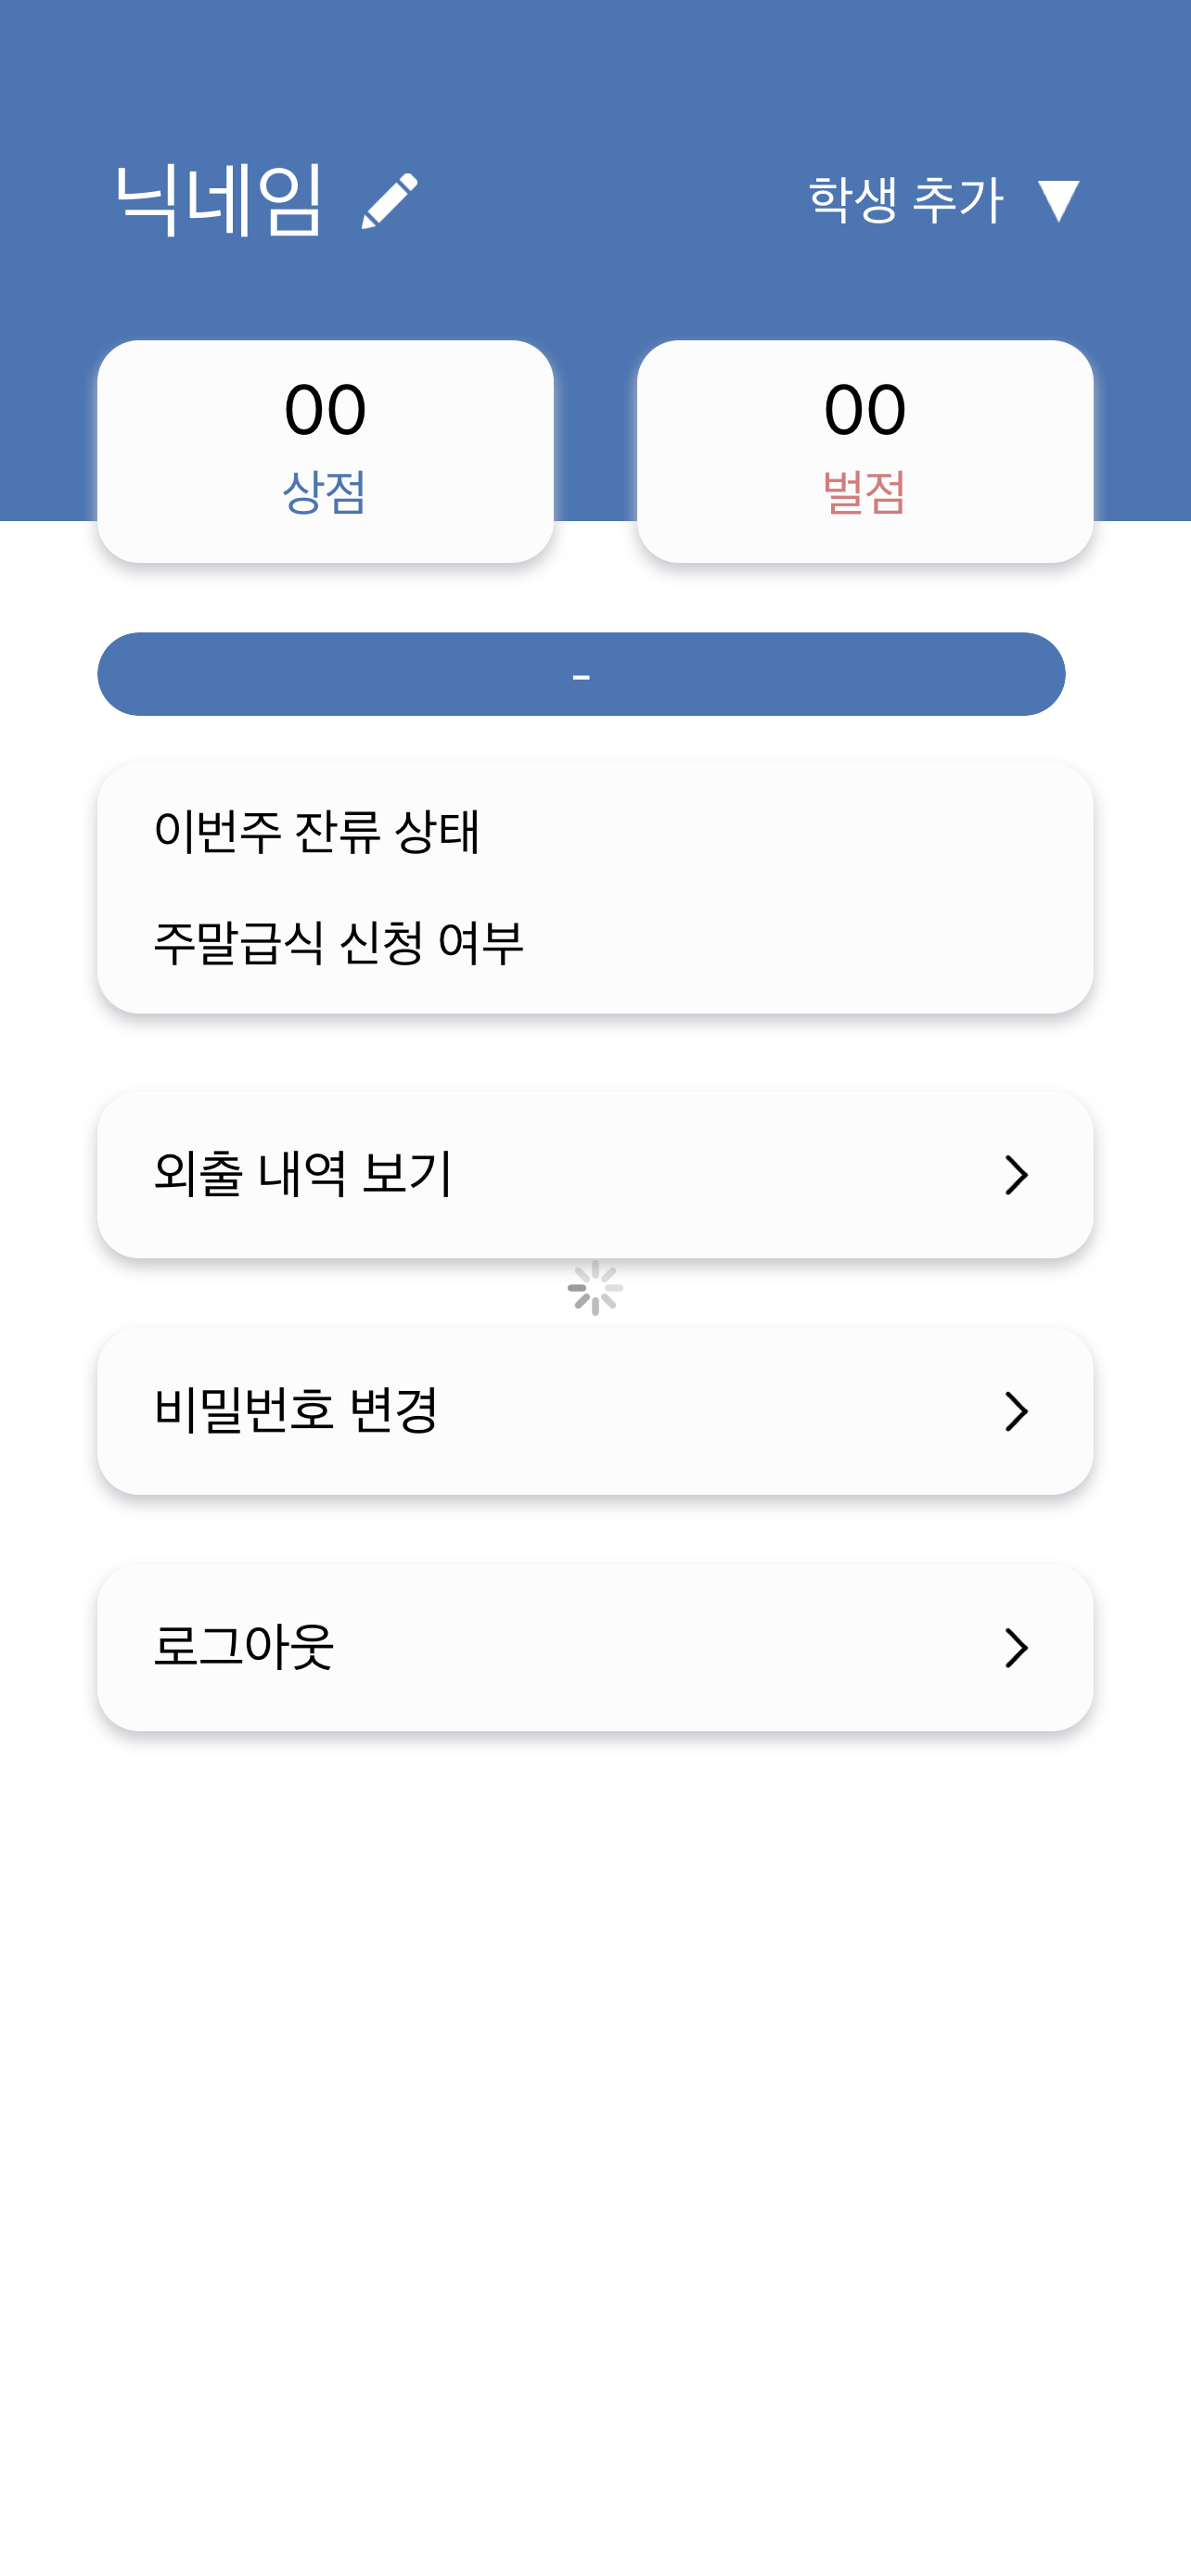 닉네임
학생 추가 ▼
00
상점
00
벌점
-
이번주 잔류 상태
주말급식 신청 여부
외출 내역 보기
비밀번호 변경
로그아웃